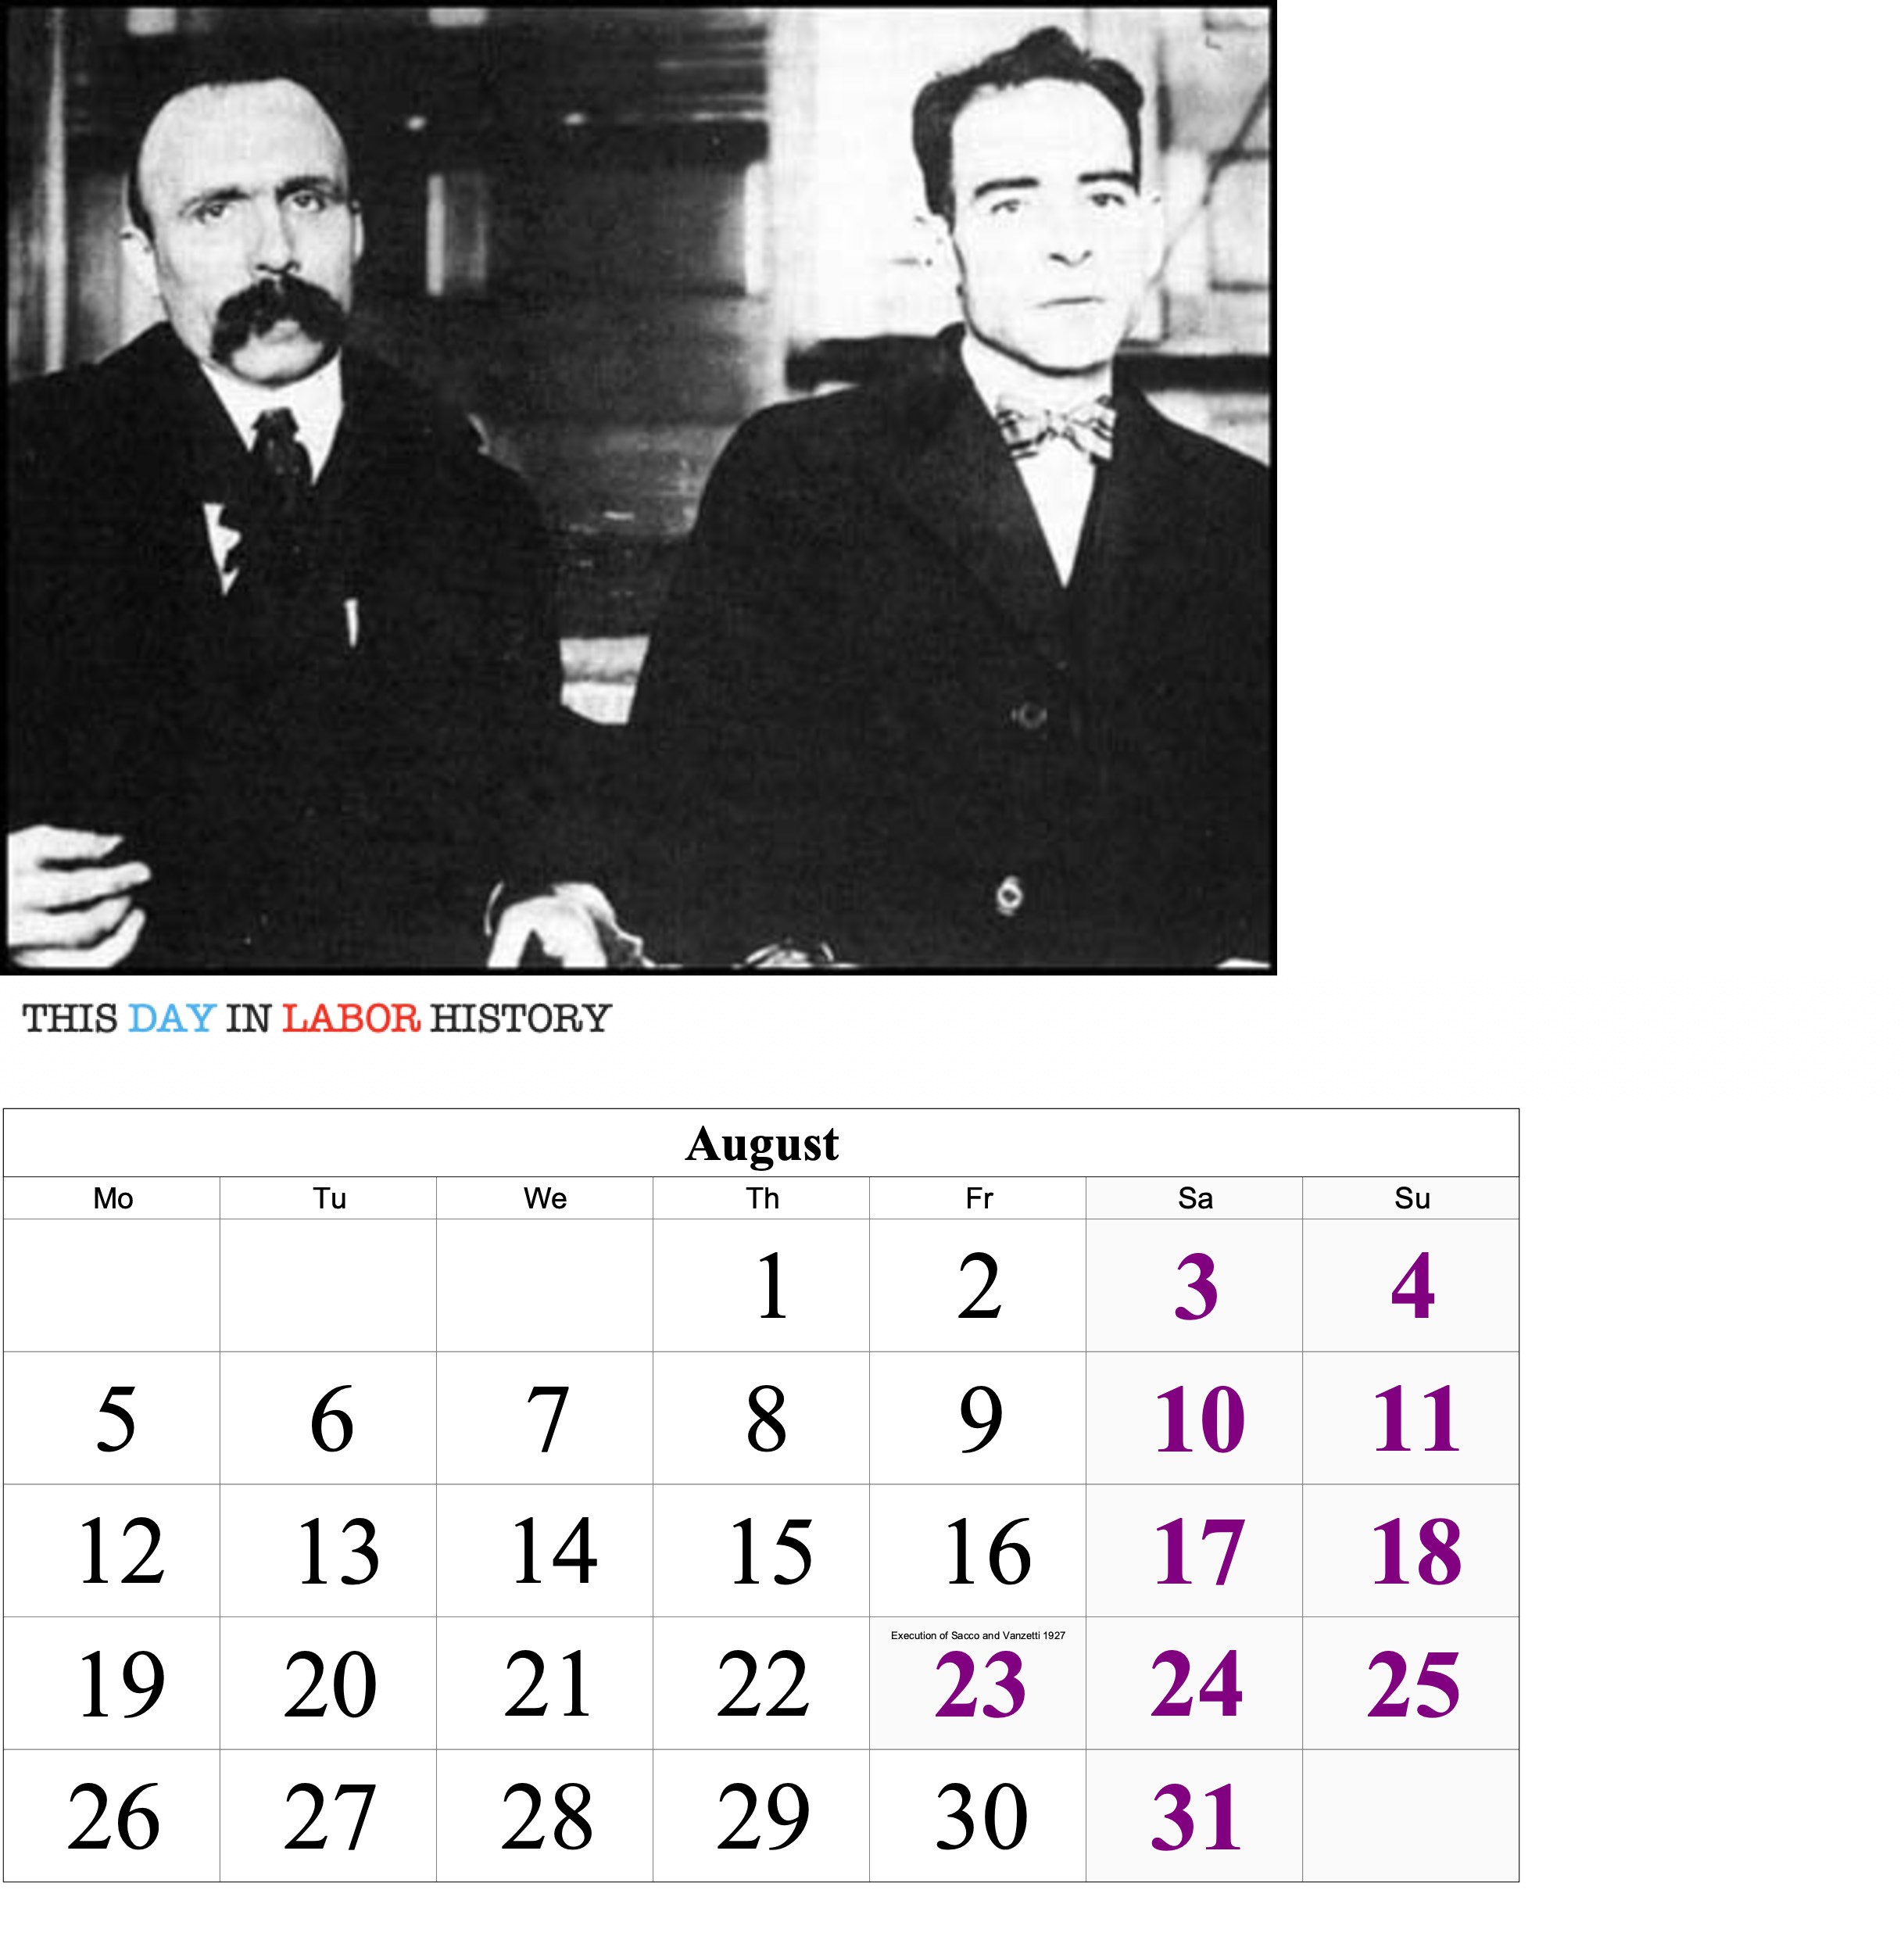 THIS DAY IN LABOR HISTORY
August
Mo Tu We Th Fr Sa Su
1 2 3 4
5 6 7 8 9 10 11
12 13 14 15 16 17 18
Execution of Sacco and Vanzetti 1927
19 20 21 22 23 24 25
26 27 28 29 30 31